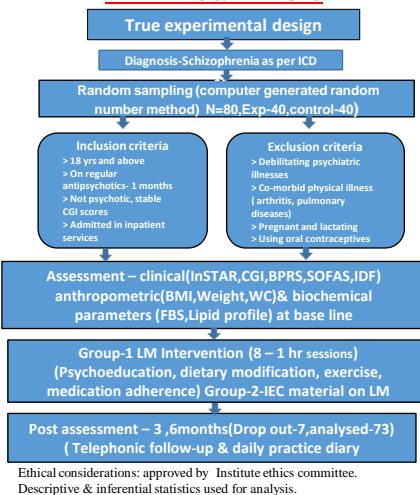 True experimental design
Diagnosis-Schizophrenia as per ICD
Random sampling (computer generated random
number method) N=80,Exp-40,control-40)
Inclusion criteria
> 18 yrs and above
> On regular
antipsychotics- 1 months
> Not psychotic, stable
CGI scores
> Admitted in inpatient
services
Exclusion criteria
> Debilitating psychiatric
illnesses
> Co-morbid physical illness
( arthritis, pulmonary
diseases)
> Pregnant and lactating
> Using oral contraceptives
Assessment – clinical(InSTAR,CGI,BPRS,SOFAS,IDF)
anthropometric(BMI,Weight,WC)& biochemical
parameters (FBS,Lipid profile) at base line
Group-1 LM Intervention (8 – 1 hr sessions)
(Psychoeducation, dietary modification, exercise,
medication adherence) Group-2-IEC material on LM
Post assessment – 3 ,6months(Drop out-7,analysed-73)
( Telephonic follow-up & daily practice diary
Ethical considerations: approved by Institute ethics committee.
Descriptive & inferential statistics used for analysis.